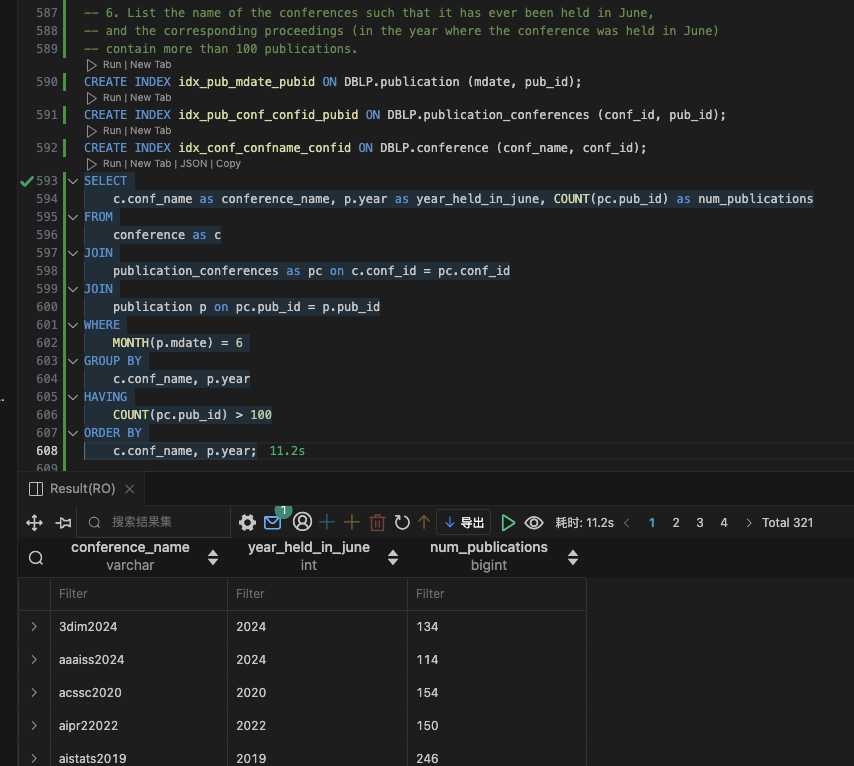 587 -- 6. List the name of the conferences such that it has ever been held in June,
588 -- and the corresponding proceedings (in the year where the conference was held in June)
589 -- contain more than 100 publications.
Run | New Tab
590 CREATE INDEX idx_pub_mdate_pubid ON DBLP.publication (mdate, pub_id);
Run | New Tab
591 CREATE INDEX idx_pub_conf_confid_pubid ON DBLP.publication_conferences (conf_id, pub_id);
Run | New Tab
592 CREATE INDEX idx_conf_confname_confid ON DBLP.conference (conf_name, conf_id);
Run | New Tab | JSON | Copy
593 SELECT
594 c.conf_name as conference_name, p.year as year_held_in_june, COUNT(pc.pub_id) as num_publications
595 FROM
596 conference as c
597 JOIN
598 publication_conferences as pc on c.conf_id = pc.conf_id
599 JOIN
600 publication p on pc.pub_id = p.pub_id
601 WHERE
602 MONTH(p.mdate) = 6
603 GROUP BY
604 c.conf_name, p.year
605 HAVING
606 COUNT(pc.pub_id) > 100
607 ORDER BY
608 c.conf_name, p.year; 11.2s
609
Result(RO)
搜索结果集 1 导出 耗时: 11.2s < 1 2 3 4 > Total 321
conference_name year_held_in_june num_publications
varchar int bigint
Filter Filter Filter
3dim2024 2024 134
aaaiss2024 2024 114
acssc2020 2020 154
aipr22022 2022 150
aistats2019 2019 246